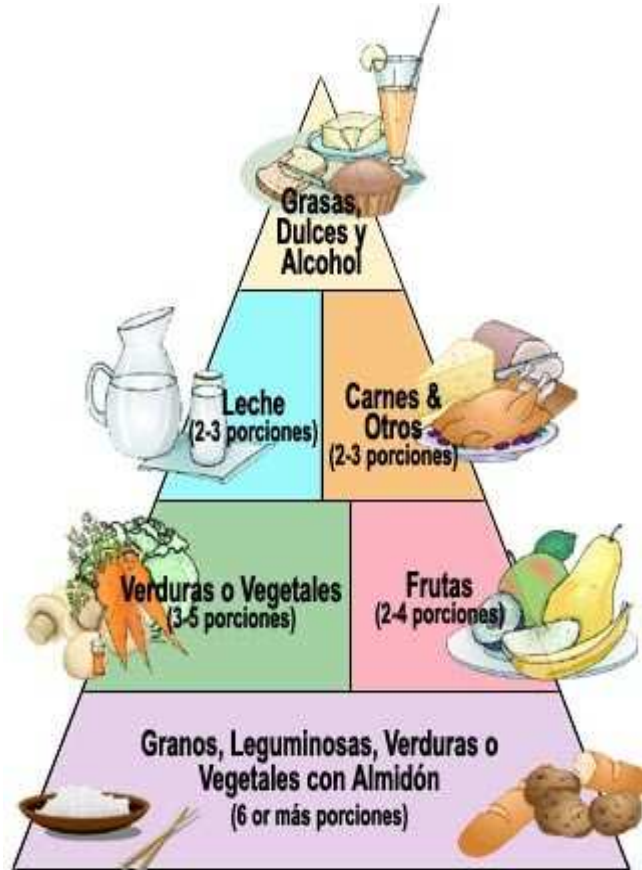 Grasas,
Dulces y
Alcohol
Leche
(2-3 porciones)
Carnes &
Otros
(2-3 porciones)
Verduras o Vegetales
(3-5 porciones)
Frutas
(2-4 porciones)
Granos, Leguminosas, Verduras o
Vegetales con Almidón
(6 or más porciones)